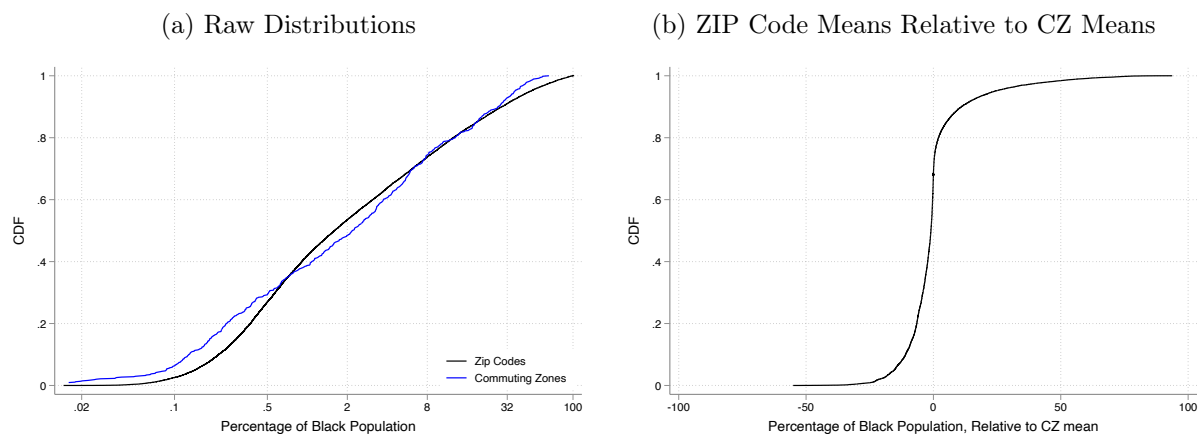 (a) Raw Distributions
1
.8
.6
.4
.2
0
CDF
.02 .1 .5 2 8 32 100
Percentage of Black Population
Zip Codes
Commuting Zones
(b) ZIP Code Means Relative to CZ Means
1
.8
.6
.4
.2
0
CDF
-100 -50 0 50 100
Percentage of Black Population, Relative to CZ mean